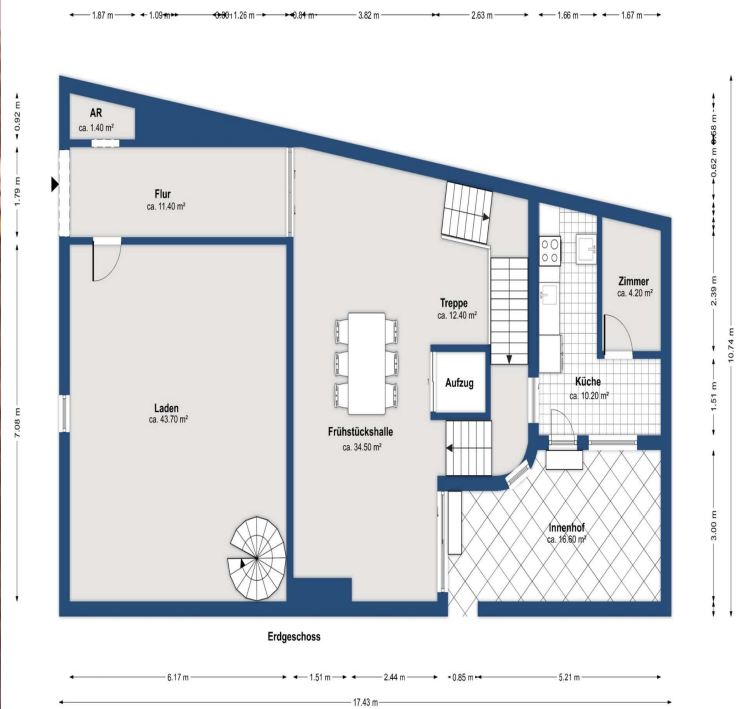 1.87 m 1.09 m 1.26 m 3.82 m 2.63 m 1.66 m 1.67 m
AR
ca. 1.40 m²
Flur
ca. 11.40 m²
Laden
ca. 43.70 m²
Frühstückshalle
ca. 34.50 m²
Treppe
ca. 12.40 m²
Aufzug
Küche
ca. 10.20 m²
Zimmer
ca. 4.20 m²
Innenhof
ca. 16.60 m²
0.92 m
1.79 m
7.08 m
0.62 m
2.39 m
1.51 m
3.00 m
10.74 m
Erdgeschoss
6.17 m 1.51 m 2.44 m 0.85 m 5.21 m
17.43 m